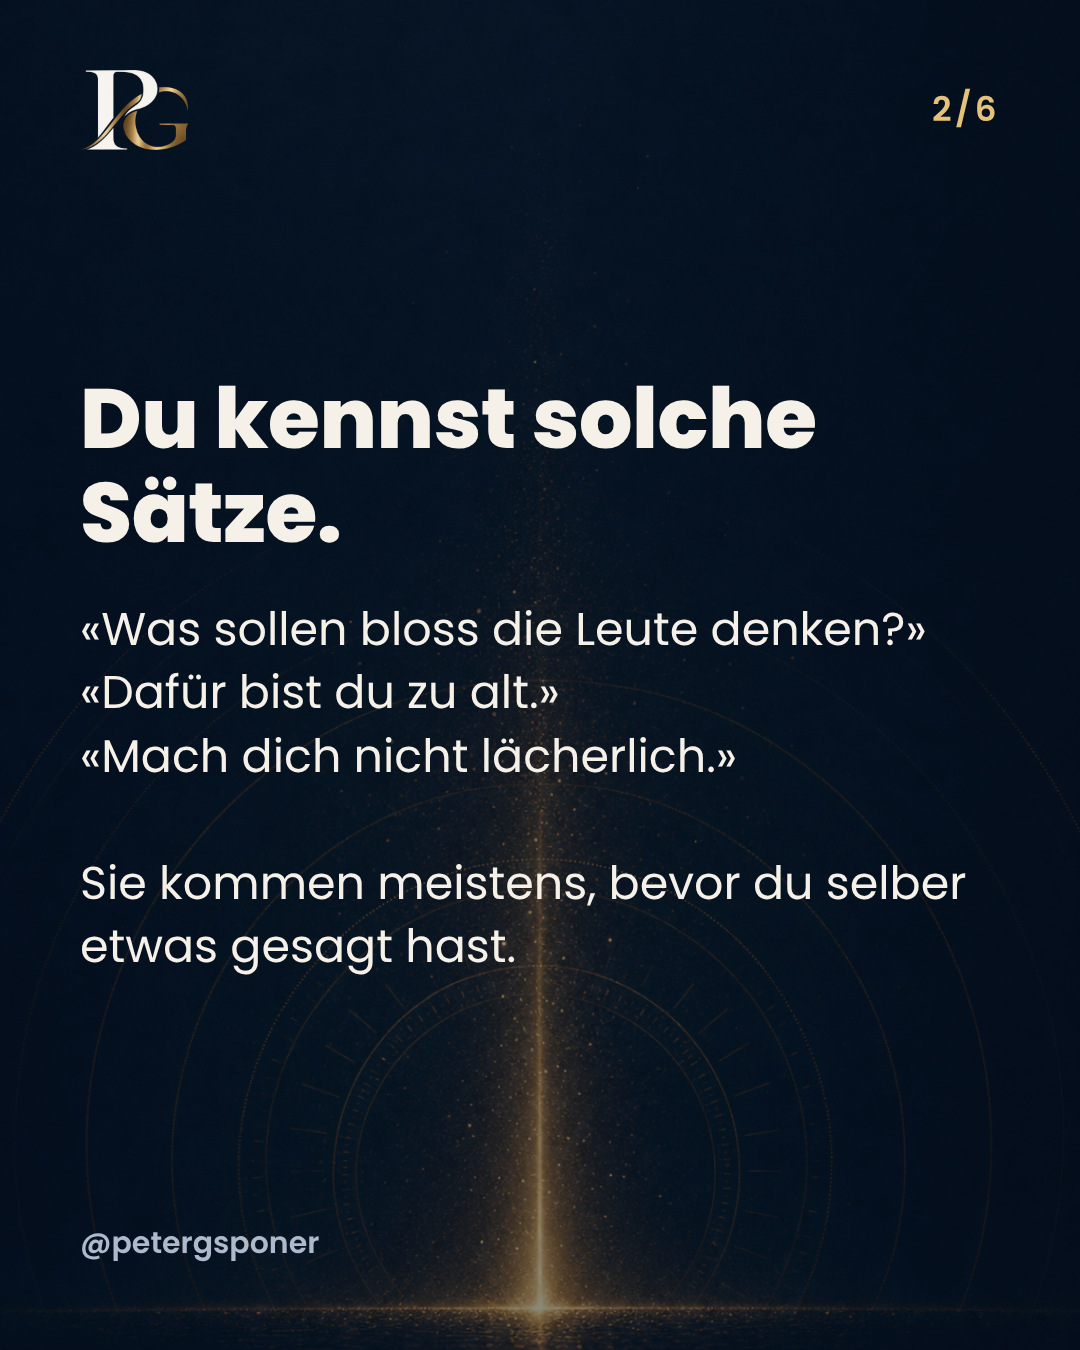 PG
2/6
Du kennst solche
Sätze.
«Was sollen bloss die Leute denken?»
«Dafür bist du zu alt.»
«Mach dich nicht lächerlich.»
Sie kommen meistens, bevor du selber
etwas gesagt hast.
@petergsponer